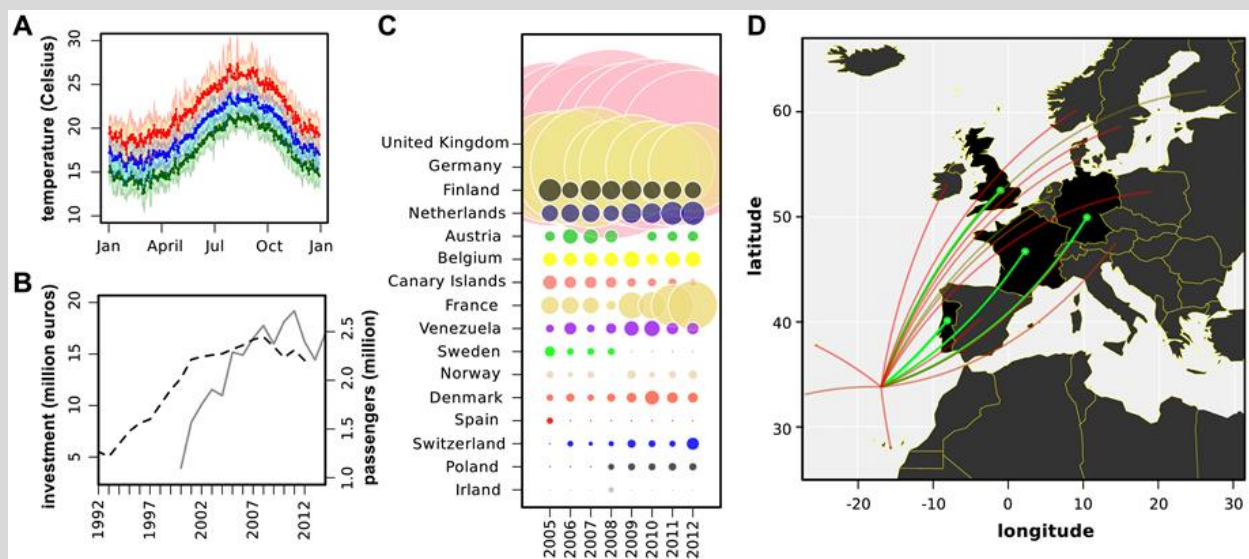 A
temperature (Celsius)
30
25
20
15
10
Jan April Jul Oct Jan
B
investment (million euros)
20
15
10
5
passengers (million)
2.5
2.0
1.5
1.0
1992 1997 2002 2007 2012
C
United Kingdom
Germany
Finland
Netherlands
Austria
Belgium
Canary Islands
France
Venezuela
Sweden
Norway
Denmark
Spain
Switzerland
Poland
Irland
2005 2006 2007 2008 2009 2010 2011 2012
D
latitude
60
50
40
30
-20 -10 0 10 20 30
longitude